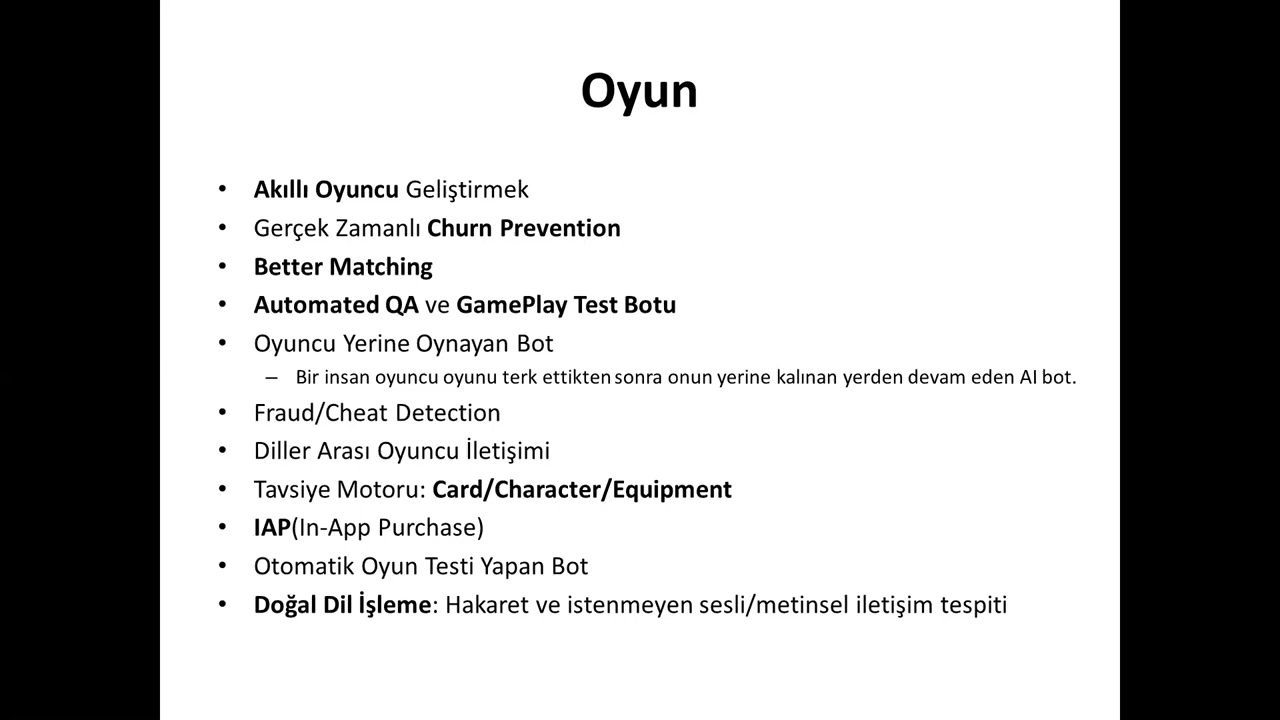 Oyun
• Akıllı Oyuncu Geliştirmek
• Gerçek Zamanlı Churn Prevention
• Better Matching
• Automated QA ve GamePlay Test Botu
• Oyuncu Yerine Oynayan Bot
– Bir insan oyuncu oyunu terk ettikten sonra onun yerine kalınan yerden devam eden AI bot.
• Fraud/Cheat Detection
• Diller Arası Oyuncu İletişimi
• Tavsiye Motoru: Card/Character/Equipment
• IAP(In-App Purchase)
• Otomatik Oyun Testi Yapan Bot
• Doğal Dil İşleme: Hakaret ve istenmeyen sesli/metinsel iletişim tespiti